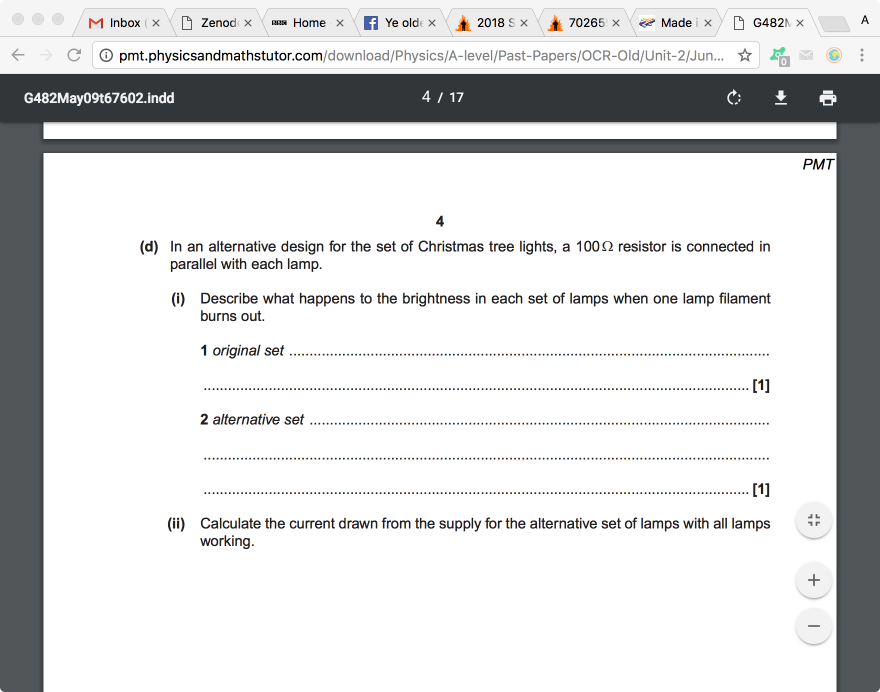 Inbox (
Zenod
Home
Ye olde
2018 S
70265
Made i
G482M
A
pmt.physicsandmathstutor.com/download/Physics/A-level/Past-Papers/OCR-Old/Unit-2/Jun...
0
G482May09t67602.indd
4 / 17
PMT
4
(d) In an alternative design for the set of Christmas tree lights, a 100Ω resistor is connected in
parallel with each lamp.
(i) Describe what happens to the brightness in each set of lamps when one lamp filament
burns out.
1 original set ..........................................................................................
.......................................................................................................... [1]
2 alternative set ......................................................................................
..........................................................................................................
.......................................................................................................... [1]
(ii) Calculate the current drawn from the supply for the alternative set of lamps with all lamps
working.